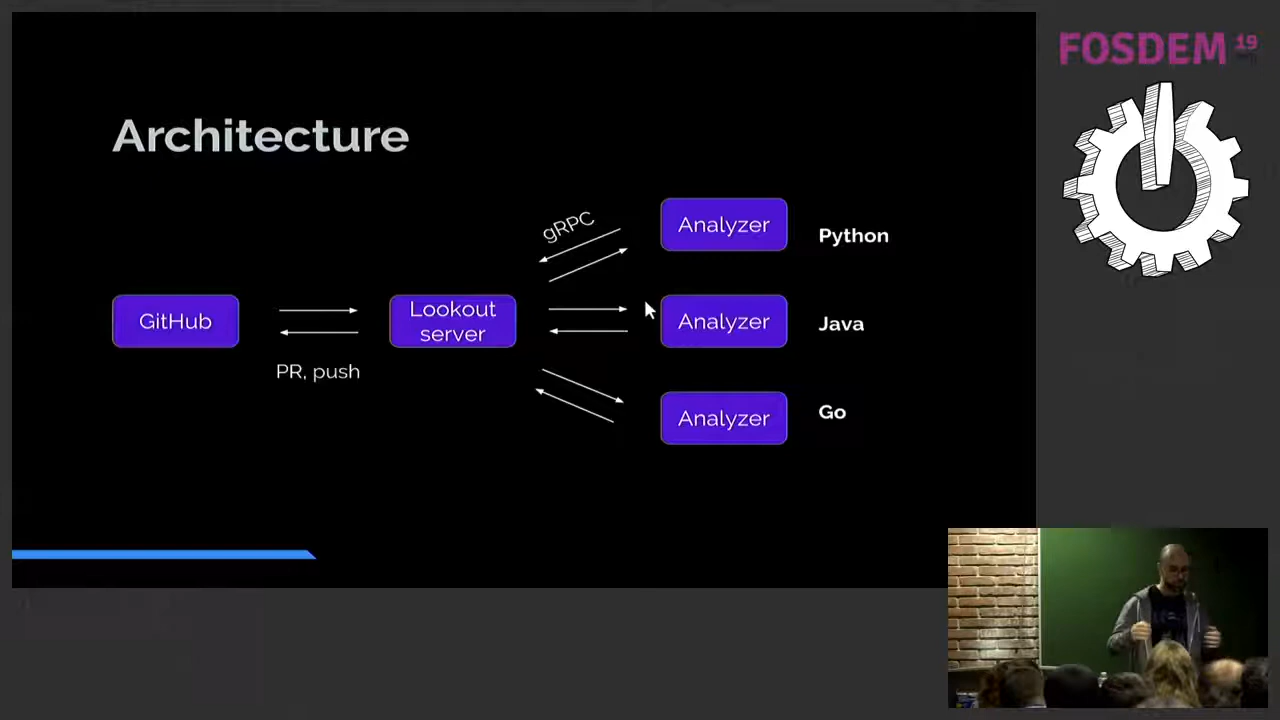 FOSDEM 19
Architecture
gRPC
Analyzer
Python
GitHub
Lookout
server
Analyzer
Java
PR, push
Analyzer
Go